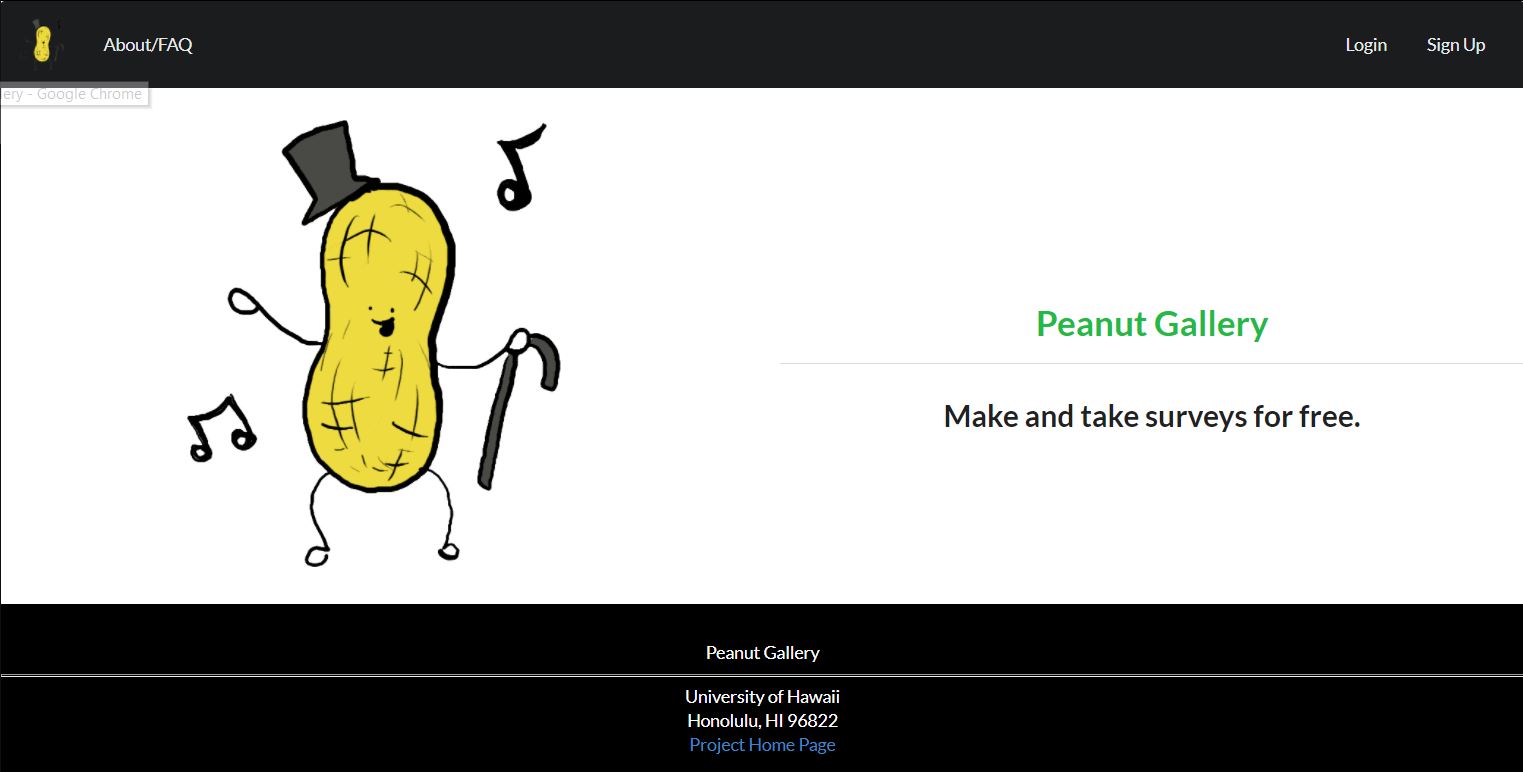 About/FAQ
Login
Sign Up
ery - Google Chrome
Peanut Gallery
Make and take surveys for free.
Peanut Gallery
University of Hawaii
Honolulu, HI 96822
Project Home Page